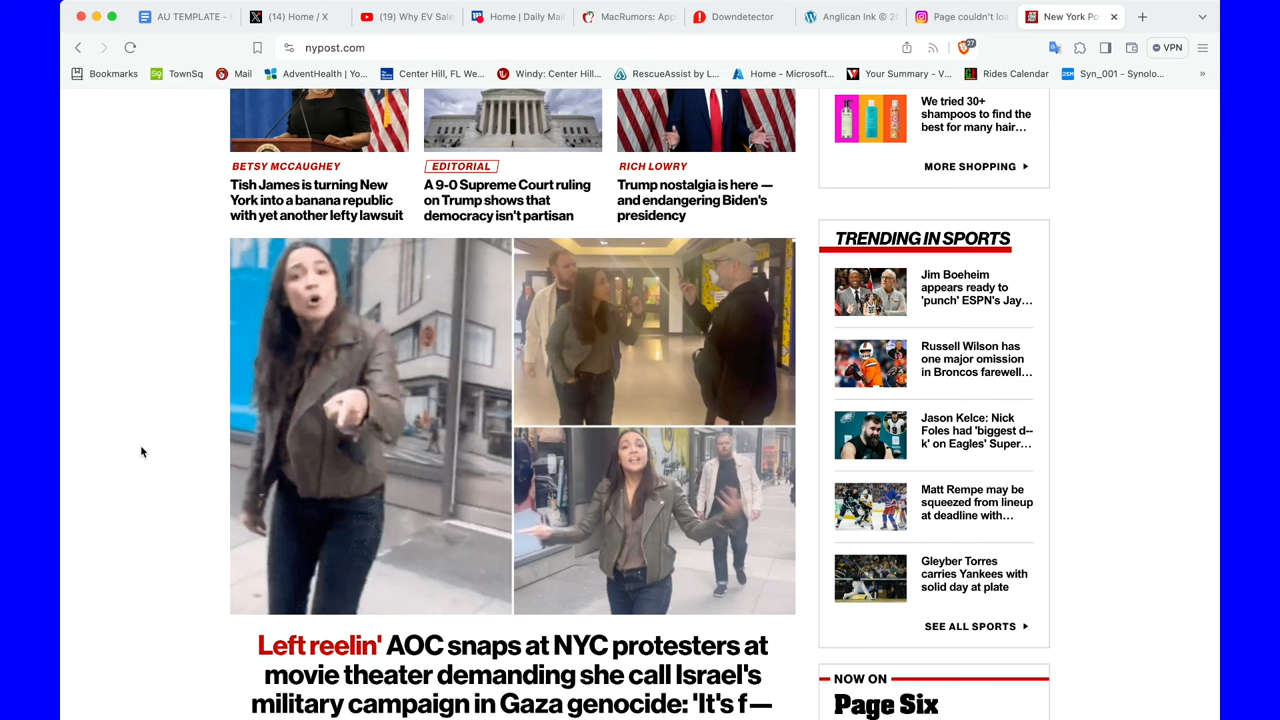 AU TEMPLATE -
(14) Home / X
(19) Why EV Sale
Home | Daily Mai
MacRumors: App
Downdetector
Anglican Ink © 2
Page couldn't loa
New York Po
nypost.com
27
VPN
Bookmarks
TownSq
Mail
AdventHealth | Yo...
Center Hill, FL We...
Windy: Center Hill...
RescueAssist by L...
Home - Microsoft...
Your Summary - V...
Rides Calendar
Syn_001 - Synolo...
»
BETSY MCCAUGHEY
Tish James is turning New
York into a banana republic
with yet another lefty lawsuit
EDITORIAL
A 9-0 Supreme Court ruling
on Trump shows that
democracy isn't partisan
RICH LOWRY
Trump nostalgia is here —
and endangering Biden's
presidency
Left reelin' AOC snaps at NYC protesters at
movie theater demanding she call Israel's
military campaign in Gaza genocide: 'It's f—
We tried 30+
shampoos to find the
best for many hair...
MORE SHOPPING
TRENDING IN SPORTS
Jim Boeheim
appears ready to
'punch' ESPN's Jay...
Russell Wilson has
one major omission
in Broncos farewell...
Jason Kelce: Nick
Foles had 'biggest d--
k' on Eagles' Super...
Matt Rempe may be
squeezed from lineup
at deadline with...
Gleyber Torres
carries Yankees with
solid day at plate
SEE ALL SPORTS
NOW ON
Page Six